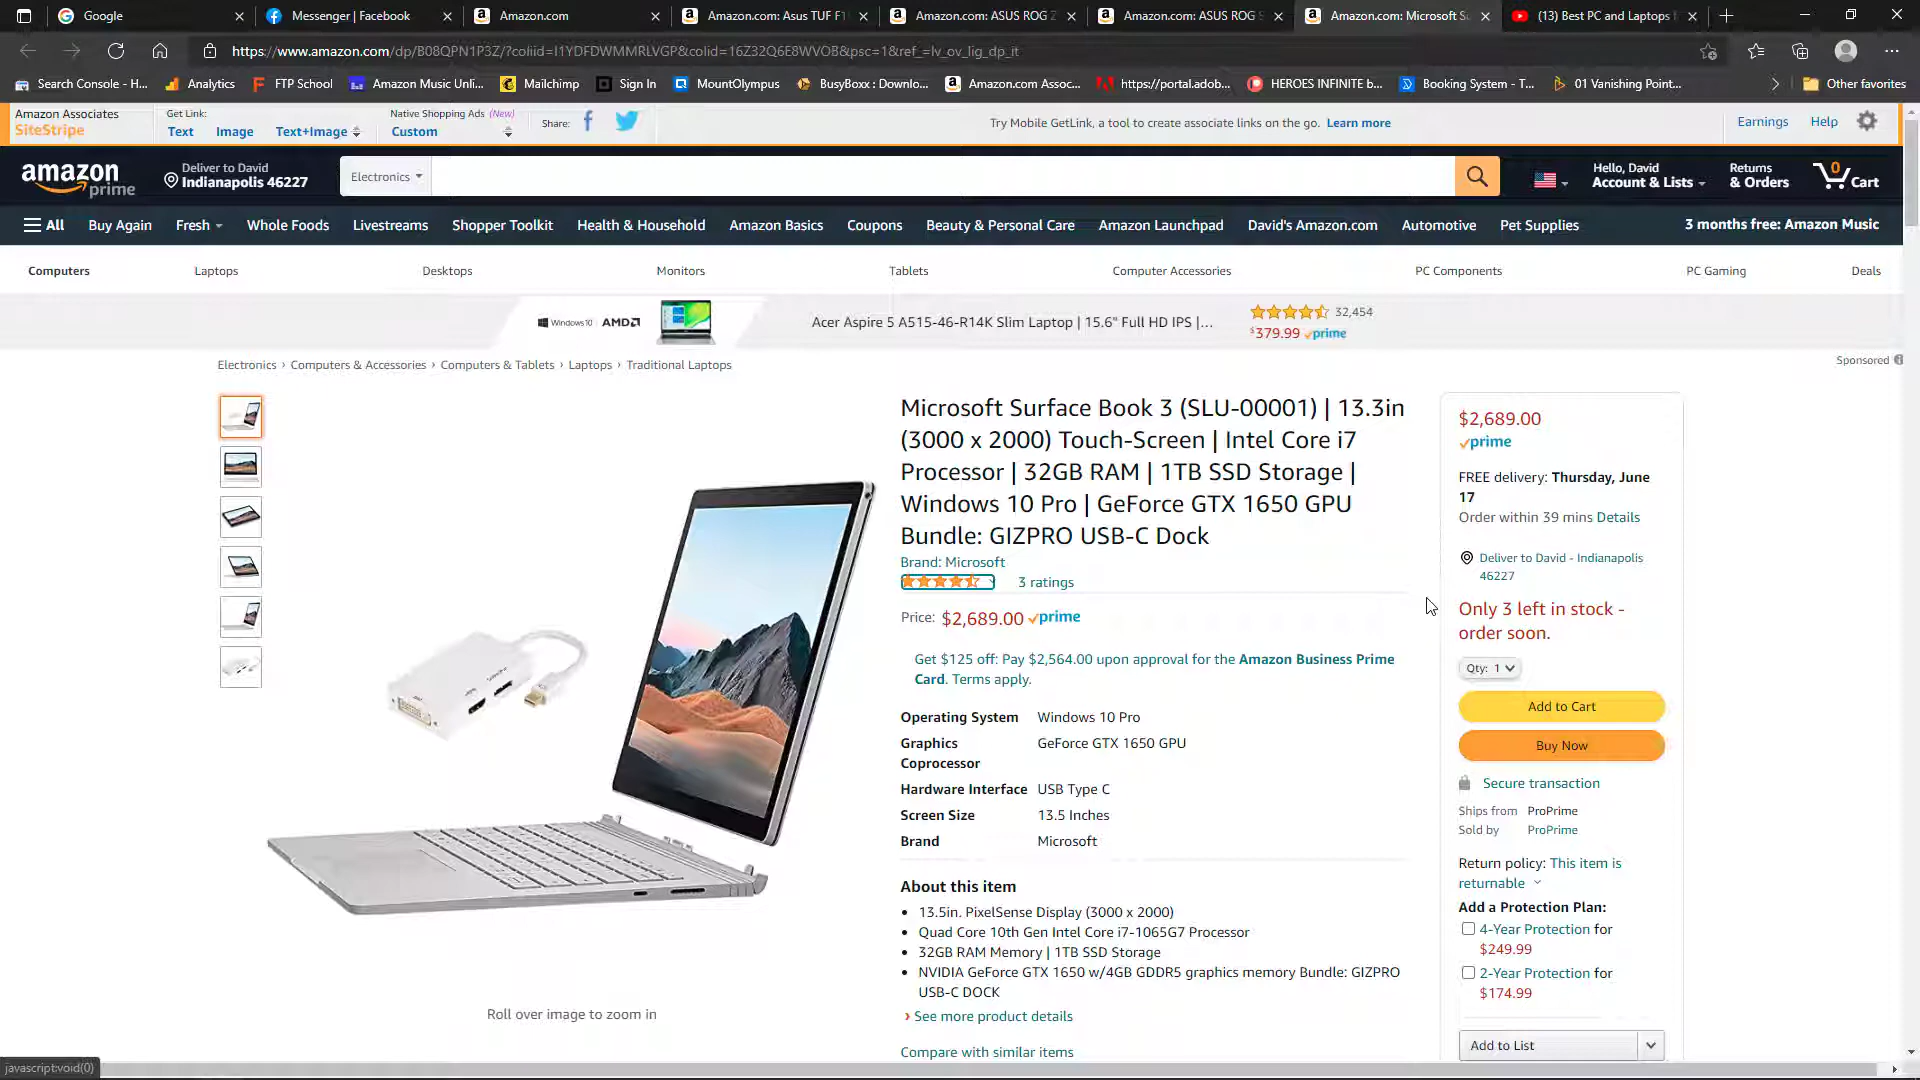 Google
Messenger | Facebook
Amazon.com
Amazon.com: Asus TUF F1
Amazon.com: ASUS ROG Z
Amazon.com: ASUS ROG S
Amazon.com: Microsoft Su
(13) Best PC and Laptops
https://www.amazon.com/dp/B08QPN1P3Z/?coliid=I1YDFDWMMRLVGP&colid=16Z32Q6E8WVOB&psc=1&ref_=lv_ov_lig_dp_it
Search Console - H...
Analytics
FTP School
Amazon Music Unli...
Mailchimp
Sign In
MountOlympus
BusyBoxx : Downlo...
Amazon.com Assoc...
https://portal.adob...
HEROES INFINITE b...
Booking System - T...
01 Vanishing Point...
Other favorites
Amazon Associates
SiteStripe
Get Link:
Text Image Text+Image
Native Shopping Ads (New)
Custom
Share:
Try Mobile GetLink, a tool to create associate links on the go. Learn more
Earnings Help
amazon
prime
Deliver to David
Indianapolis 46227
Electronics
Hello, David
Account & Lists
Returns
& Orders
0
Cart
All Buy Again Fresh Whole Foods Livestreams Shopper Toolkit Health & Household Amazon Basics Coupons Beauty & Personal Care Amazon Launchpad David's Amazon.com Automotive Pet Supplies 3 months free: Amazon Music
Computers Laptops Desktops Monitors Tablets Computer Accessories PC Components PC Gaming Deals
Windows10 AMD
Acer Aspire 5 A515-46-R14K Slim Laptop | 15.6" Full HD IPS |...
32,454
$379.99 prime
Sponsored
Electronics › Computers & Accessories › Computers & Tablets › Laptops › Traditional Laptops
Microsoft Surface Book 3 (SLU-00001) | 13.3in
(3000 x 2000) Touch-Screen | Intel Core i7
Processor | 32GB RAM | 1TB SSD Storage |
Windows 10 Pro | GeForce GTX 1650 GPU
Bundle: GIZPRO USB-C Dock
Brand: Microsoft
3 ratings
Price: $2,689.00 prime
Get $125 off: Pay $2,564.00 upon approval for the Amazon Business Prime
Card. Terms apply.
Operating System Windows 10 Pro
Graphics
Coprocessor
GeForce GTX 1650 GPU
Hardware Interface USB Type C
Screen Size 13.5 Inches
Brand Microsoft
About this item
• 13.5in. PixelSense Display (3000 x 2000)
• Quad Core 10th Gen Intel Core i7-1065G7 Processor
• 32GB RAM Memory | 1TB SSD Storage
• NVIDIA GeForce GTX 1650 w/4GB GDDR5 graphics memory Bundle: GIZPRO
USB-C DOCK
› See more product details
Compare with similar items
Roll over image to zoom in
$2,689.00
prime
FREE delivery: Thursday, June
17
Order within 39 mins Details
Deliver to David - Indianapolis
46227
Only 3 left in stock -
order soon.
Qty: 1
Add to Cart
Buy Now
Secure transaction
Ships from ProPrime
Sold by ProPrime
Return policy: This item is
returnable
Add a Protection Plan:
4-Year Protection for
$249.99
2-Year Protection for
$174.99
Add to List
javascript:void(0)